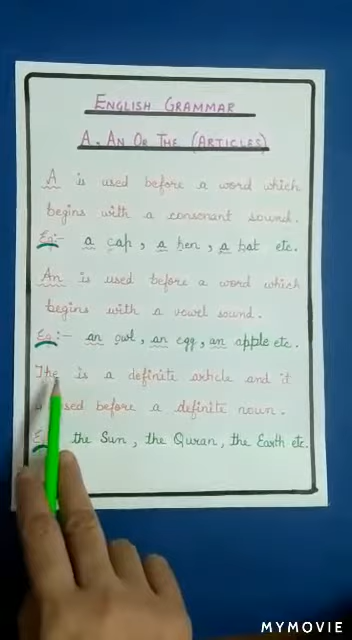 ENGLISH GRAMMAR
A, AN OR THE (ARTICLES)
A is used before a word which
begins with a consonant sound.
Eg:- a cap, a hen, a bat etc.
An is used before a word which
begins with a vowel sound.
Eg:- an owl, an egg, an apple etc.
The is a definite article and it
used before a definite noun.
the Sun, the Quran, the Earth etc.
MYMOVIE